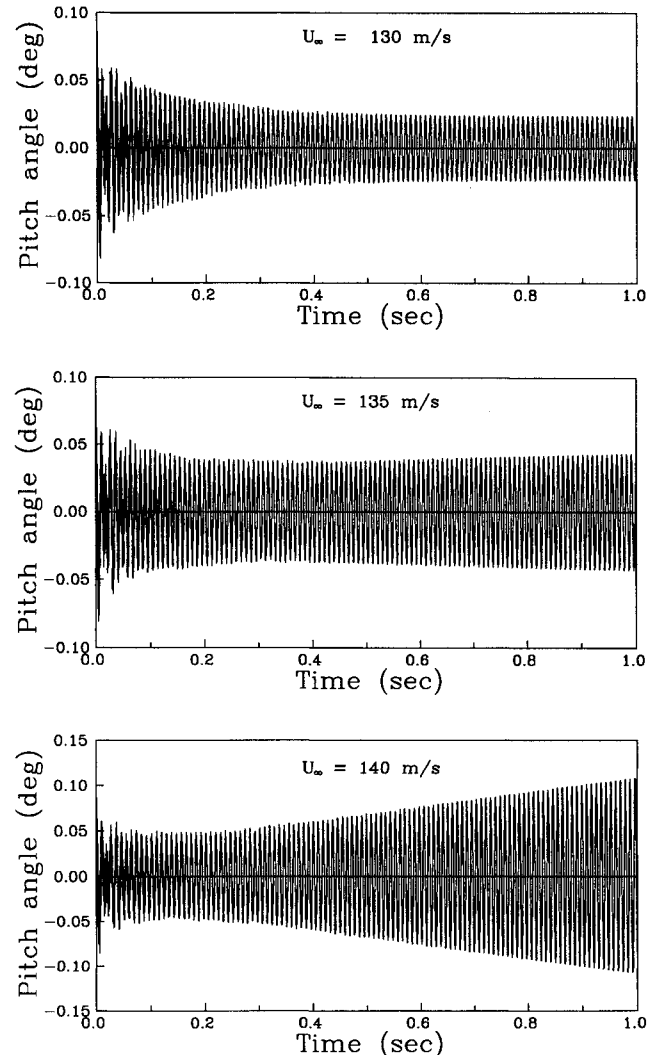 U∞ = 130 m/s
Pitch angle (deg)
0.10
0.05
0.00
-0.05
-0.10
0.0 0.2 0.4 0.6 0.8 1.0
Time (sec)
U∞ = 135 m/s
Pitch angle (deg)
0.10
0.05
0.00
-0.05
-0.10
0.0 0.2 0.4 0.6 0.8 1.0
Time (sec)
U∞ = 140 m/s
Pitch angle (deg)
0.15
0.10
0.05
0.00
-0.05
-0.10
-0.15
0.0 0.2 0.4 0.6 0.8 1.0
Time (sec)